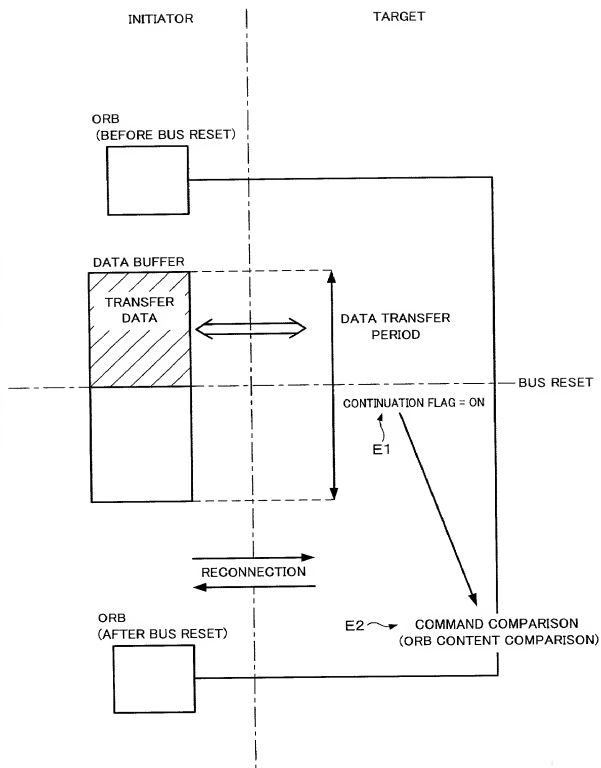 INITIATOR
TARGET
ORB
(BEFORE BUS RESET)
DATA BUFFER
TRANSFER
DATA
DATA TRANSFER
PERIOD
BUS RESET
CONTINUATION FLAG = ON
E1
RECONNECTION
ORB
(AFTER BUS RESET)
E2
COMMAND COMPARISON
(ORB CONTENT COMPARISON)